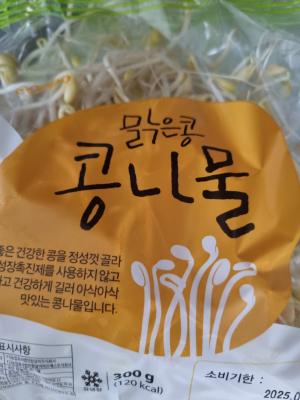 물맑은콩
콩나물
좋은 건강한 콩을 정성껏 골라
성장촉진제를 사용하지 않고
하고 건강하게 길러 아삭아삭
맛있는 콩나물입니다.
표시사항
300 g
(120 kcal)
소비기한 :
2025.0